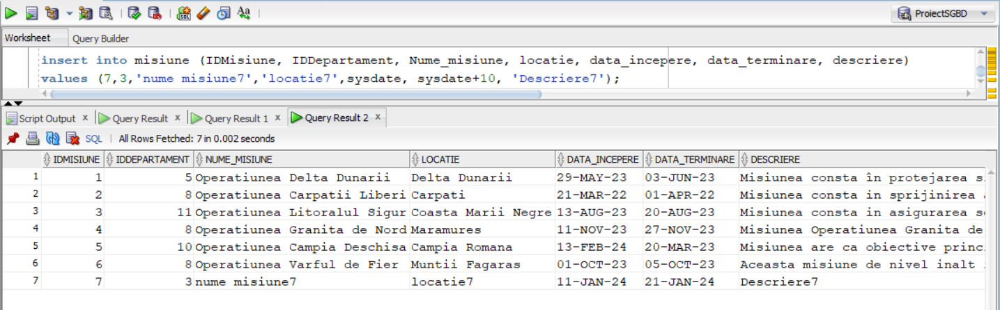 ProiectSGBD
Worksheet Query Builder
insert into misiune (IDMisiune, IDDepartament, Nume_misiune, locatie, data_incepere, data_terminare, descriere)
values (7,3,'nume misiune7','locatie7',sysdate, sysdate+10, 'Descriere7');
Script Output x Query Result x Query Result 1 x Query Result 2 x
SQL All Rows Fetched: 7 in 0.002 seconds
IDMISIUNE IDDEPARTAMENT NUME_MISIUNE LOCATIE DATA_INCEPERE DATA_TERMINARE DESCRIERE
1 1 5 Operatiunea Delta Dunarii Delta Dunarii 29-MAY-23 03-JUN-23 Misiunea consta în protejarea s
2 2 8 Operatiunea Carpatii Liberi Carpati 21-MAR-22 01-APR-22 Misiunea consta in sprijinirea
3 3 11 Operatiunea Litoralul Sigur Coasta Marii Negre 13-AUG-23 20-AUG-23 Misiunea consta in asigurarea s
4 4 8 Operatiunea Granita de Nord Maramures 11-NOV-23 27-NOV-23 Misiunea Operatiunea Granita de
5 5 10 Operatiunea Campia Deschisa Campia Romana 13-FEB-24 20-MAR-23 Misiunea are ca obiective princ
6 6 8 Operatiunea Varful de Fier Muntii Fagaras 01-OCT-23 05-OCT-23 Aceasta misiune de nivel inalt
7 7 3 nume misiune7 locatie7 11-JAN-24 21-JAN-24 Descriere7